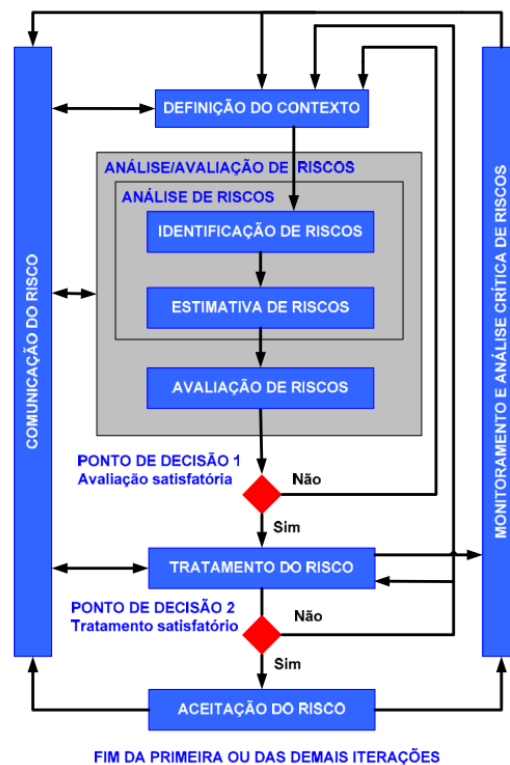 DEFINIÇÃO DO CONTEXTO
ANÁLISE/AVALIAÇÃO DE RISCOS
ANÁLISE DE RISCOS
IDENTIFICAÇÃO DE RISCOS
ESTIMATIVA DE RISCOS
AVALIAÇÃO DE RISCOS
COMUNICAÇÃO DO RISCO
MONITORAMENTO E ANÁLISE CRÍTICA DE RISCOS
PONTO DE DECISÃO 1
Avaliação satisfatória
Não
Sim
TRATAMENTO DO RISCO
PONTO DE DECISÃO 2
Tratamento satisfatório
Não
Sim
ACEITAÇÃO DO RISCO
FIM DA PRIMEIRA OU DAS DEMAIS ITERAÇÕES